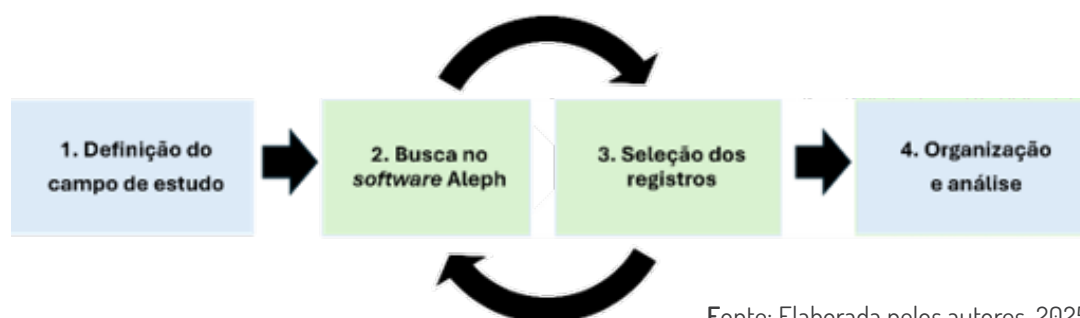 1. Definição do
campo de estudo
2. Busca no
software Aleph
3. Seleção dos
registros
4. Organização
e análise
Fonte: Elaborada pelos autores, 2025